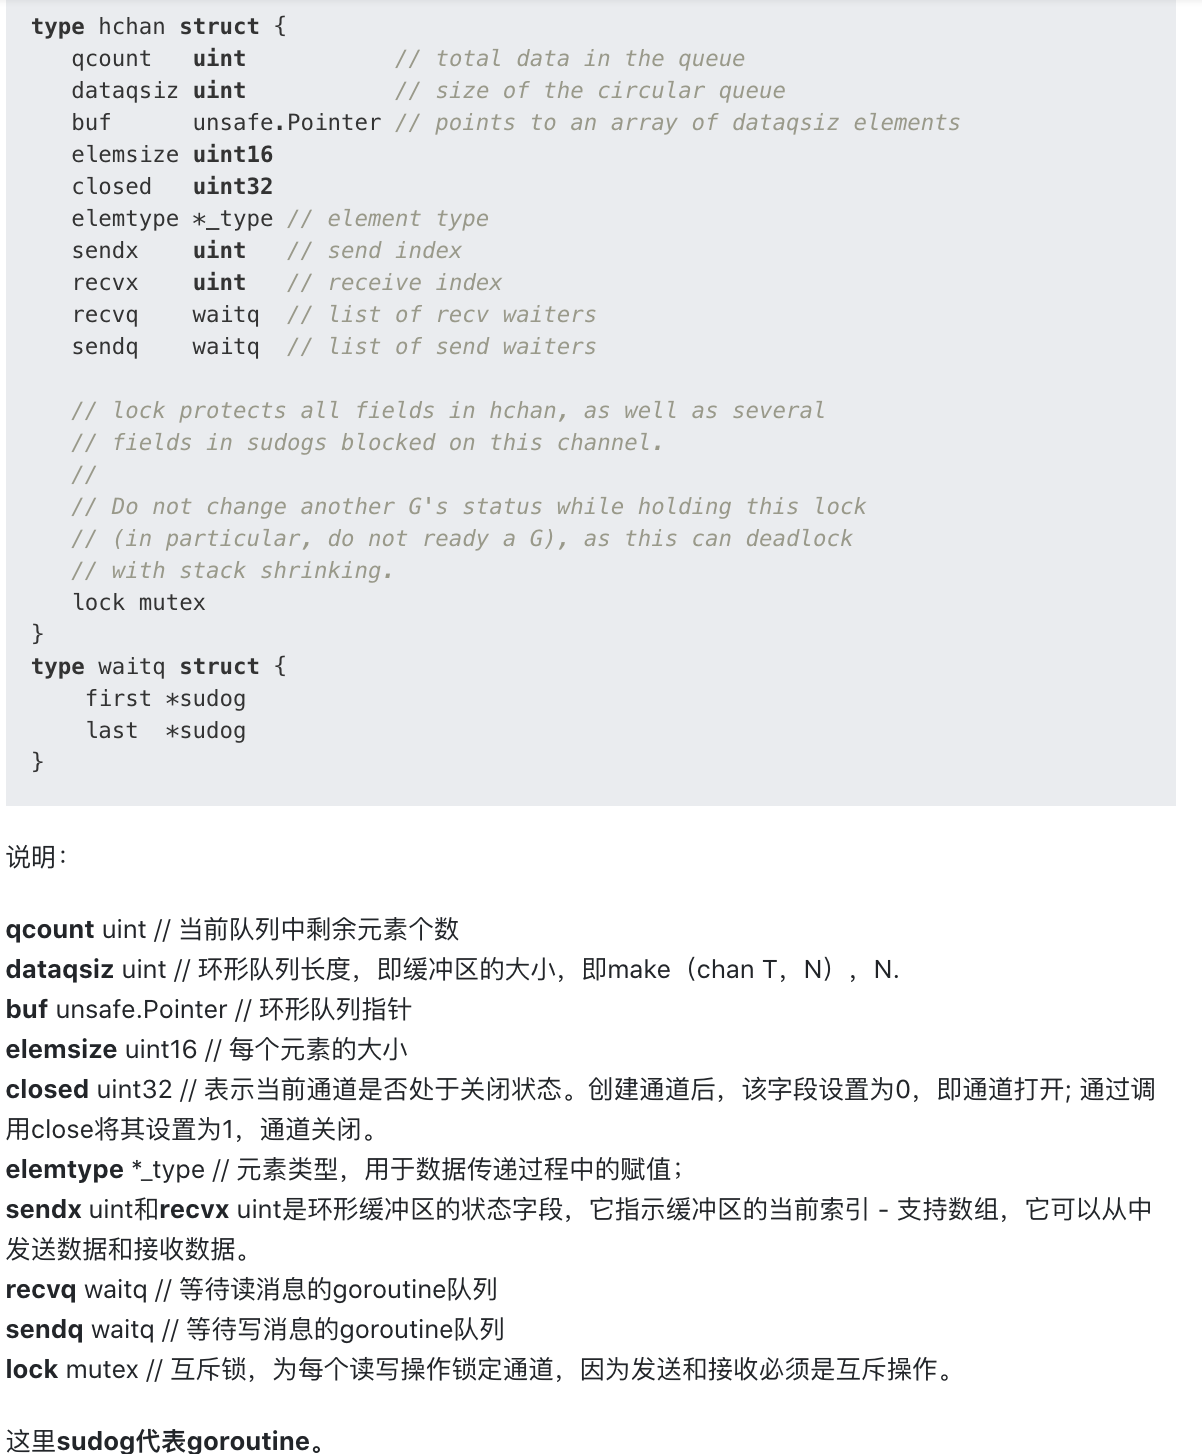 type hchan struct {
   qcount   uint           // total data in the queue
   dataqsiz uint           // size of the circular queue
   buf      unsafe.Pointer // points to an array of dataqsiz elements
   elemsize uint16
   closed   uint32
   elemtype *_type // element type
   sendx    uint   // send index
   recvx    uint   // receive index
   recvq    waitq  // list of recv waiters
   sendq    waitq  // list of send waiters

   // lock protects all fields in hchan, as well as several
   // fields in sudogs blocked on this channel.
   //
   // Do not change another G's status while holding this lock
   // (in particular, do not ready a G), as this can deadlock
   // with stack shrinking.
   lock mutex
}
type waitq struct {
    first *sudog
    last  *sudog
}
说明：
qcount uint // 当前队列中剩余元素个数
dataqsiz uint // 环形队列长度，即缓冲区的大小，即make（chan T，N），N.
buf unsafe.Pointer // 环形队列指针
elemsize uint16 // 每个元素的大小
closed uint32 // 表示当前通道是否处于关闭状态。创建通道后，该字段设置为0，即通道打开; 通过调
用close将其设置为1，通道关闭。
elemtype *_type // 元素类型，用于数据传递过程中的赋值；
sendx uint和recvx uint是环形缓冲区的状态字段，它指示缓冲区的当前索引 - 支持数组，它可以从中
发送数据和接收数据。
recvq waitq // 等待读消息的goroutine队列
sendq waitq // 等待写消息的goroutine队列
lock mutex // 互斥锁，为每个读写操作锁定通道，因为发送和接收必须是互斥操作。
这里sudog代表goroutine。